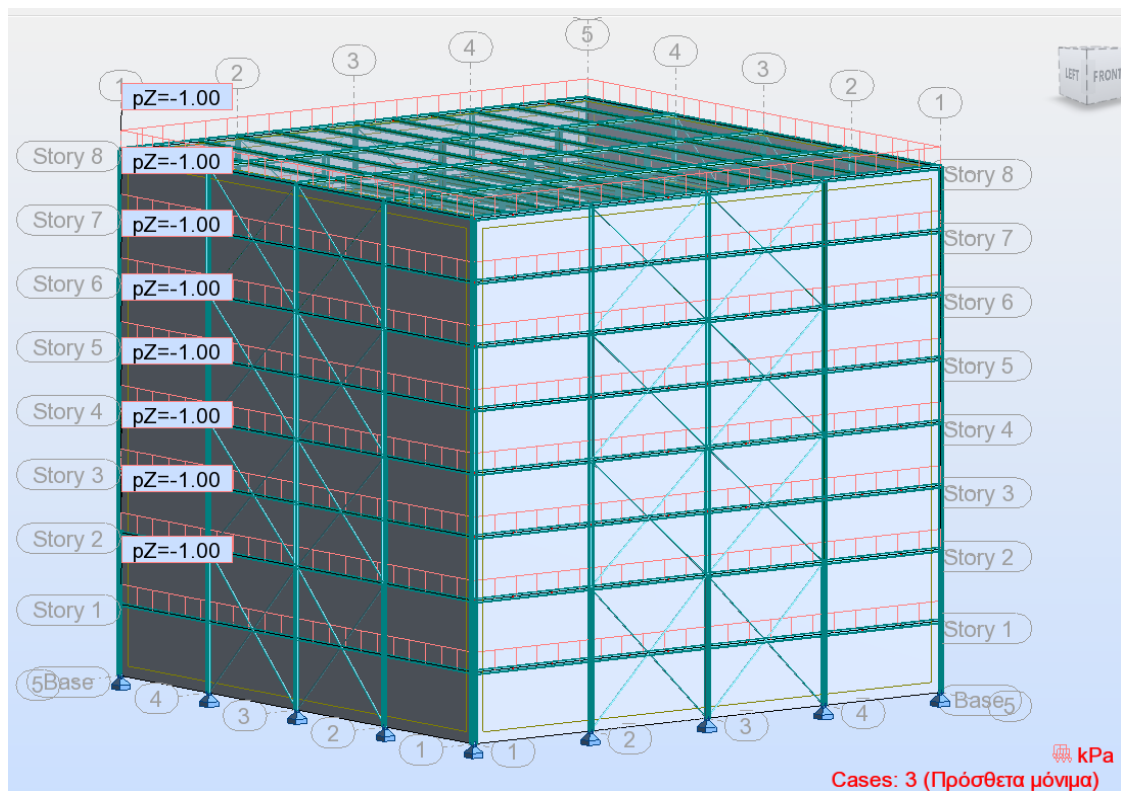 5
4
4
3
3
2
2
1
1
LEFT
FRONT
pZ=-1.00
Story 8
pZ=-1.00
Story 8
Story 7
pZ=-1.00
Story 7
Story 6
pZ=-1.00
Story 6
Story 5
pZ=-1.00
Story 5
Story 4
pZ=-1.00
Story 4
Story 3
pZ=-1.00
Story 3
Story 2
pZ=-1.00
Story 2
Story 1
Story 1
5
Base
4
3
2
1
1
2
3
4
Base
5
kPa
Cases: 3 (Πρόσθετα μόνιμα)